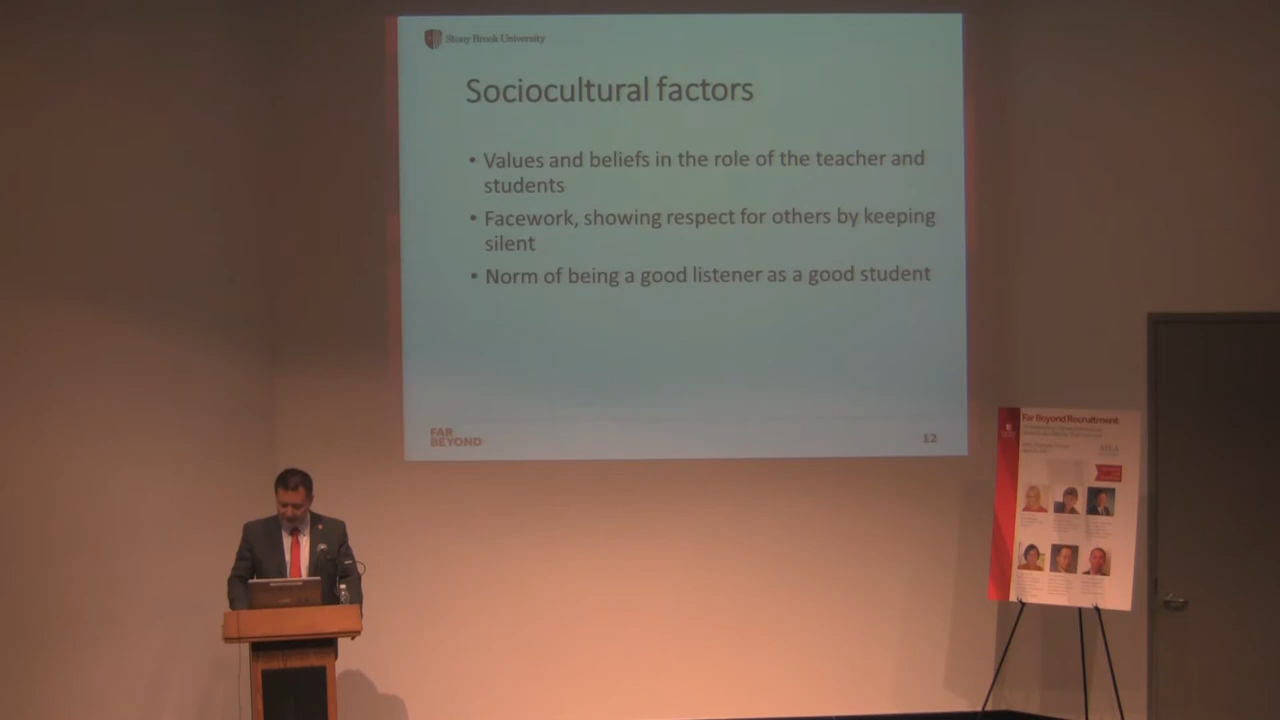 Stony Brook University
Sociocultural factors
• Values and beliefs in the role of the teacher and
students
• Facework, showing respect for others by keeping
silent
• Norm of being a good listener as a good student
FAR
BEYOND
12
Far Beyond Recruitment